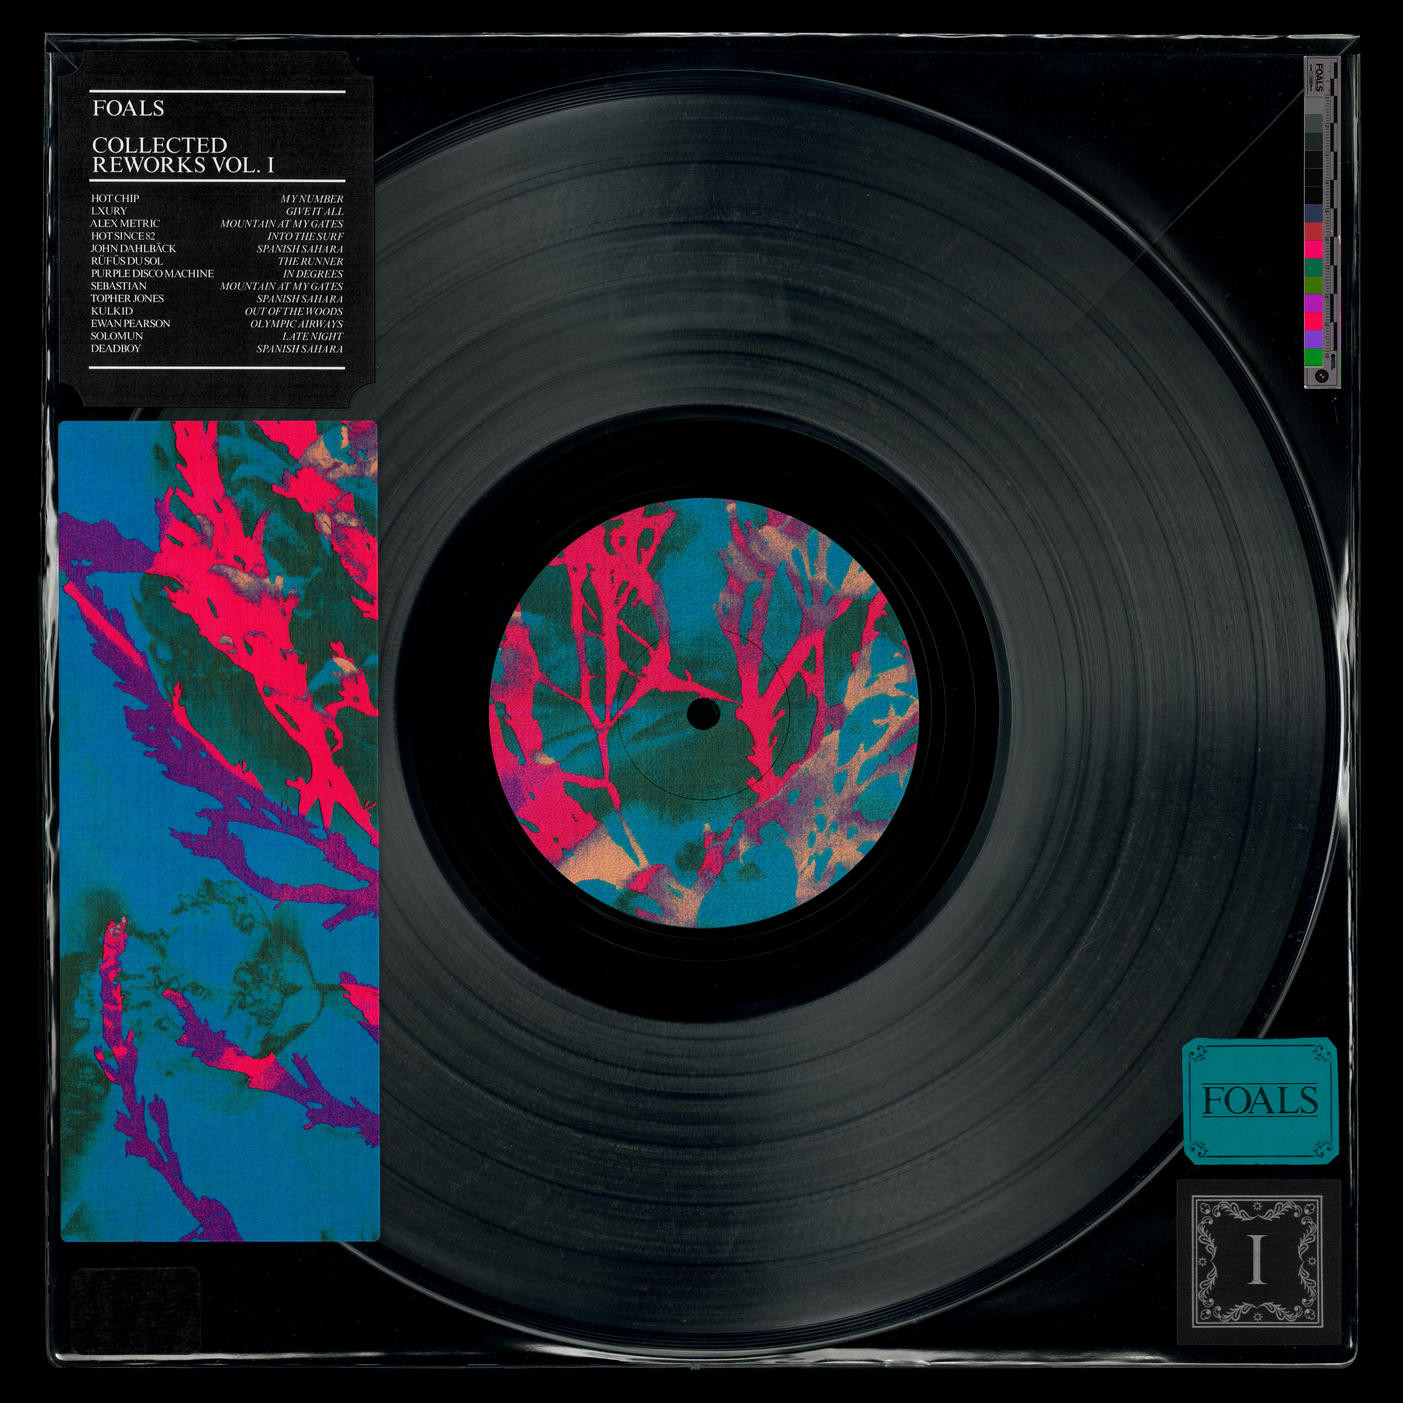 FOALS
COLLECTED
REWORKS VOL. I
HOT CHIP MY NUMBER
LXURY GIVE IT ALL
ALEX METRIC MOUNTAIN AT MY GATES
HOT SINCE 82 INTO THE SURF
JOHN DAHLBÄCK SPANISH SAHARA
RÜFÜS DU SOL THE RUNNER
PURPLE DISCO MACHINE IN DEGREES
SEBASTIAN MOUNTAIN AT MY GATES
TOPHER JONES SPANISH SAHARA
KULKID OUT OF THE WOODS
EWAN PEARSON OLYMPIC AIRWAYS
SOLOMUN LATE NIGHT
DEADBOY SPANISH SAHARA
FOALS
FOALS
I